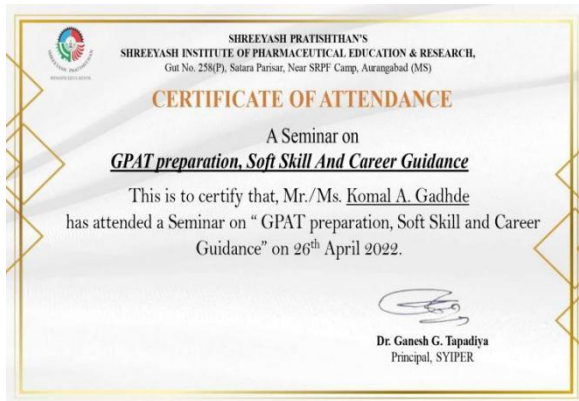 SHREEYASH PRATISHTHAN'S
SHREEYASH INSTITUTE OF PHARMACEUTICAL EDUCATION & RESEARCH,
Gut No. 258(P), Satara Parisar, Near SRPF Camp, Aurangabad (MS)
CERTIFICATE OF ATTENDANCE
A Seminar on
GPAT preparation, Soft Skill And Career Guidance
This is to certify that, Mr./Ms. Komal A. Gadhde
has attended a Seminar on “ GPAT preparation, Soft Skill and Career
Guidance” on 26th April 2022.
Dr. Ganesh G. Tapadiya
Principal, SYIPER